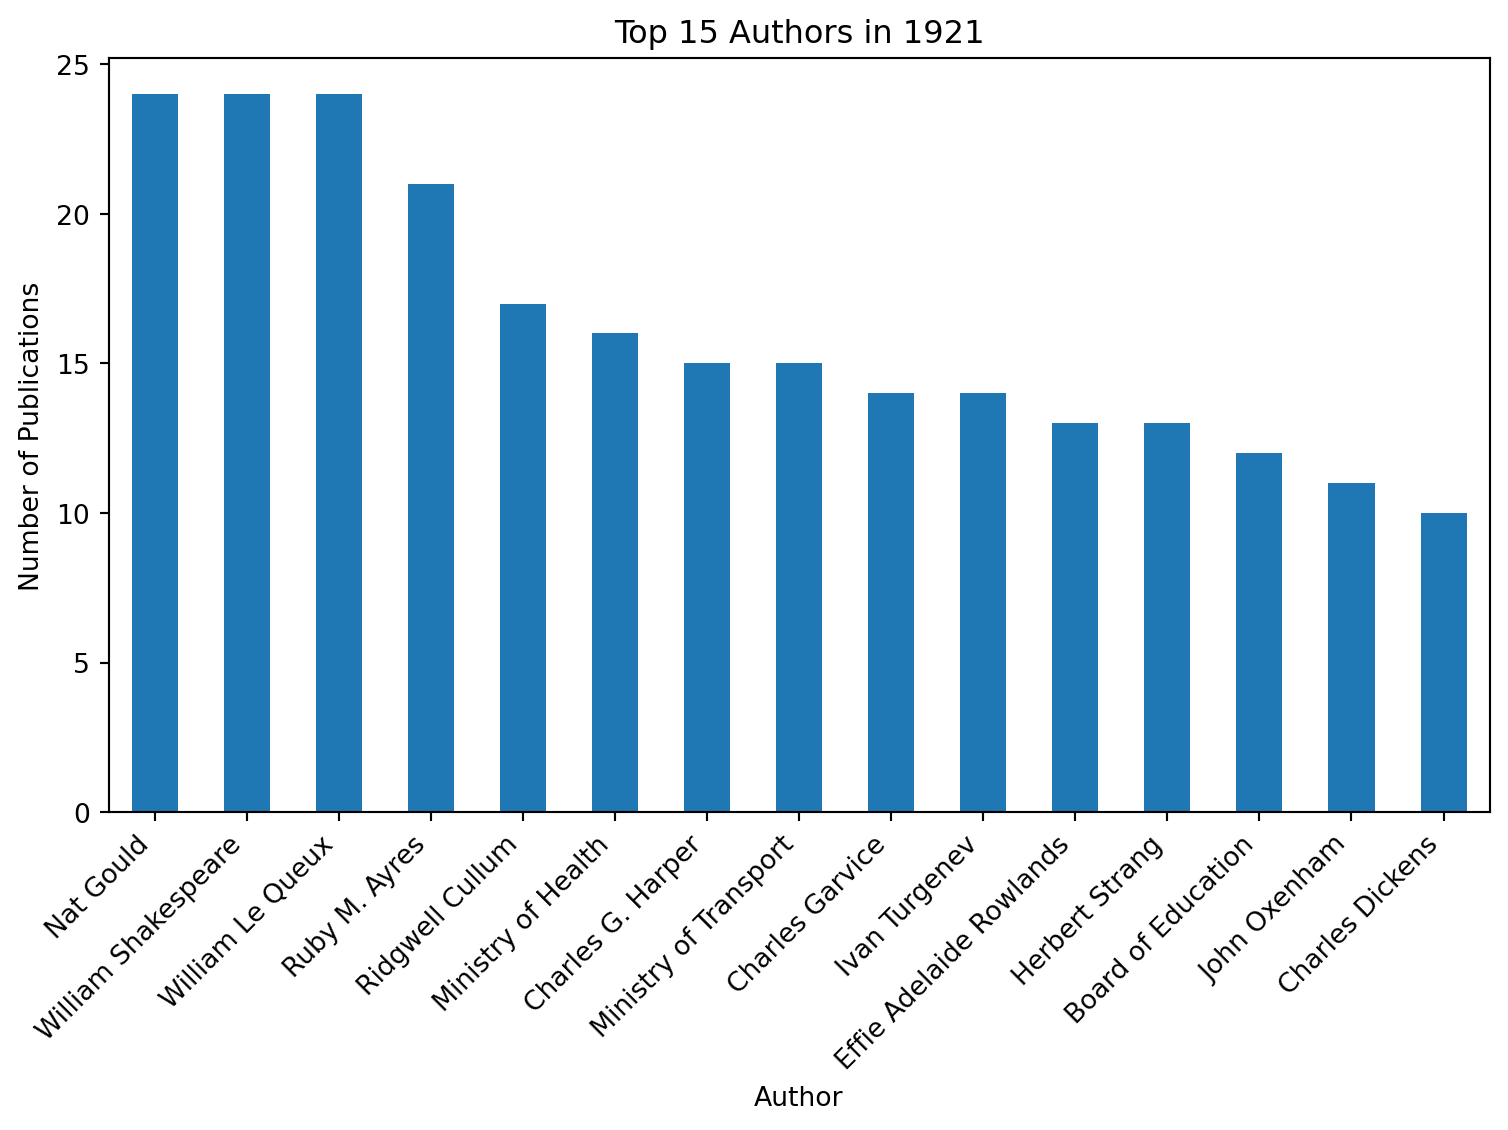 Top 15 Authors in 1921
Number of Publications
25
20
15
10
5
0
Nat Gould
William Shakespeare
William Le Queux
Ruby M. Ayres
Ridgwell Cullum
Ministry of Health
Charles G. Harper
Ministry of Transport
Charles Garvice
Ivan Turgenev
Effie Adelaide Rowlands
Herbert Strang
Board of Education
John Oxenham
Charles Dickens
Author